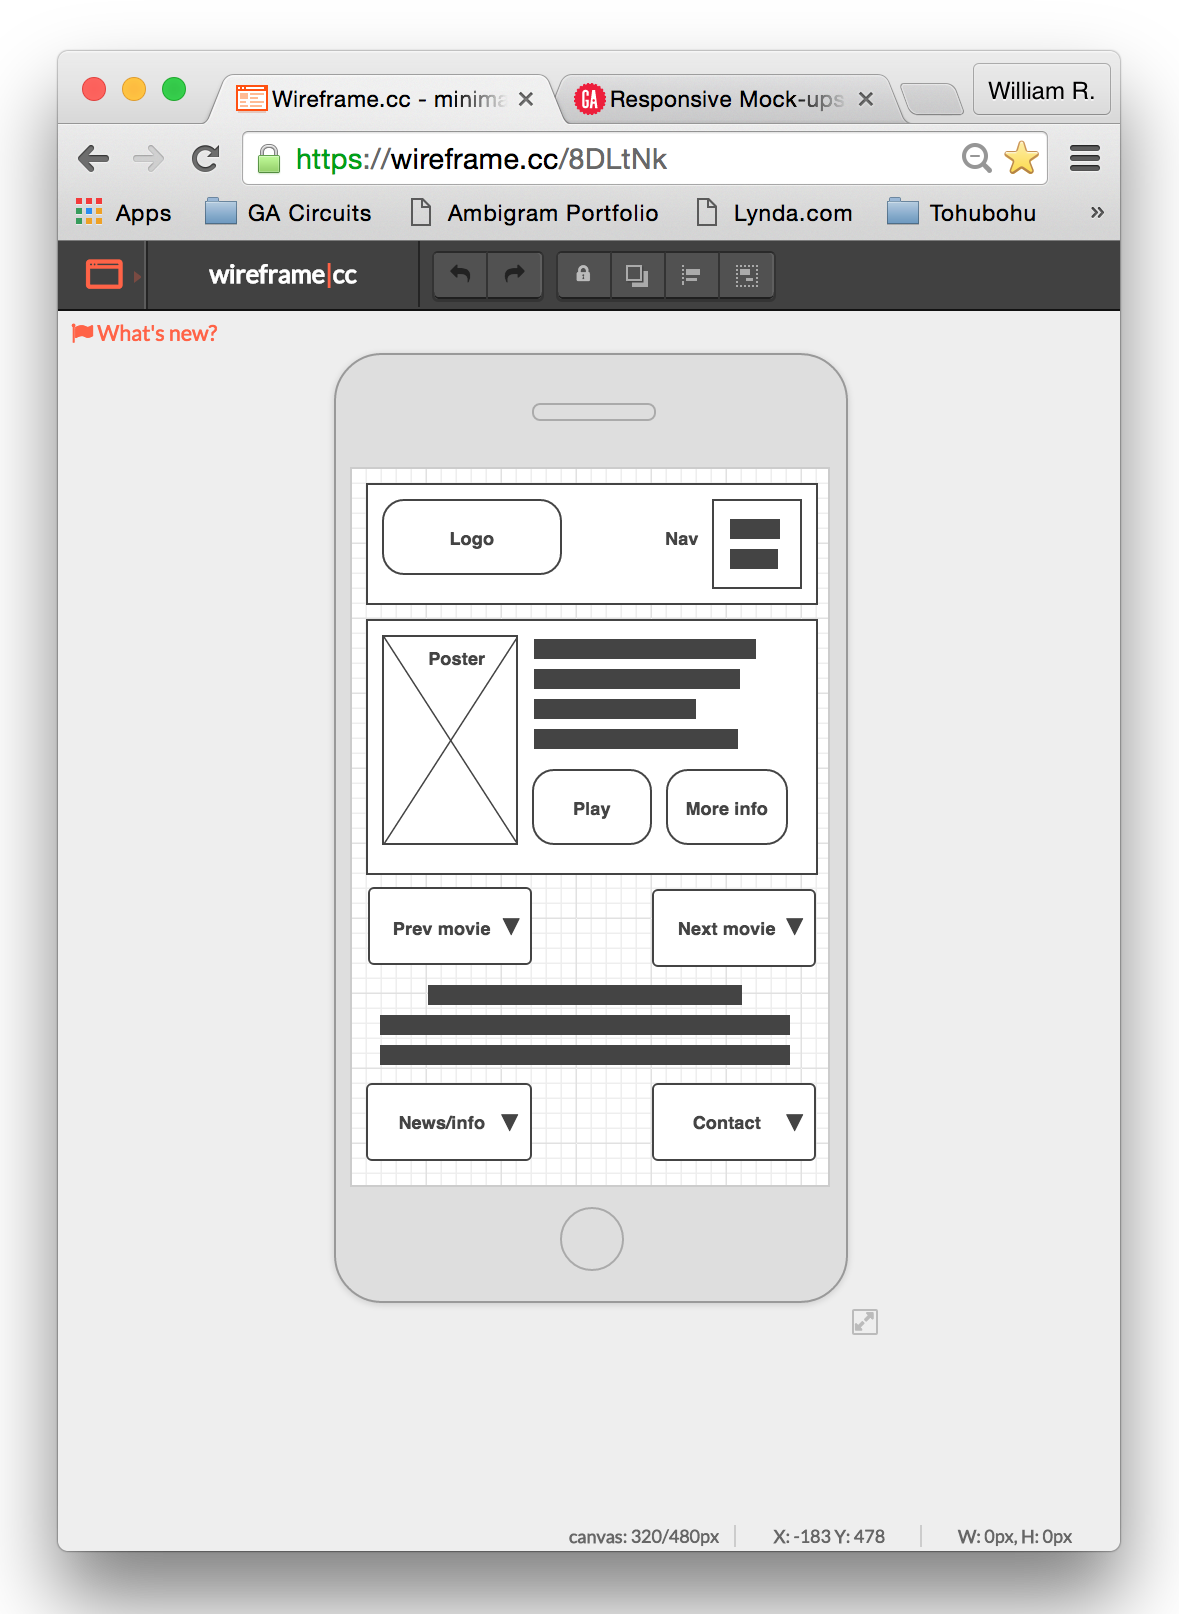 Wireframe.cc - minima
Responsive Mock-ups
William R.
https://wireframe.cc/8DLtNk
Apps
GA Circuits
Ambigram Portfolio
Lynda.com
Tohubohu
»
wireframe|cc
What's new?
Logo
Nav
Poster
Play
More info
Prev movie
Next movie
News/info
Contact
canvas: 320/480px
X: -183 Y: 478
W: 0px, H: 0px
GA